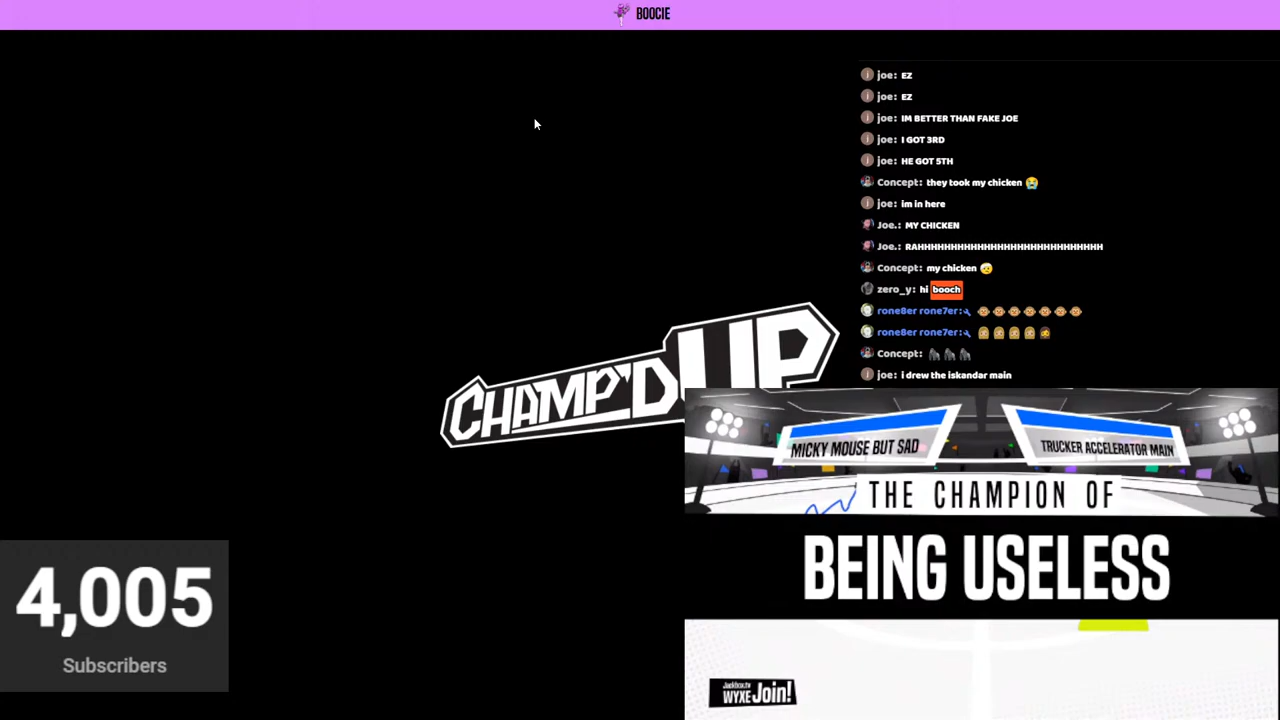 BOOCIE
joe: EZ
joe: EZ
joe: IM BETTER THAN FAKE JOE
joe: I GOT 3RD
joe: HE GOT 5TH
Concept: they took my chicken 😭
joe: im in here
Joe.: MY CHICKEN
Joe.: RAHHHHHHHHHHHHHHHHHHHHHHHHHHHH
Concept: my chicken 🤕
zero_y: hi booch
rone8er rone7er: 🐵🐵🐵🐵🐵🐵🐵
rone8er rone7er:
Concept: 🦍🦍🦍
joe: i drew the iskandar main
CHAMP'D UP
MICKY MOUSE BUT SAD
TRUCKER ACCELERATOR MAIN
THE CHAMPION OF
BEING USELESS
4,005
Subscribers
Jackbox.tv
WYXE Join!